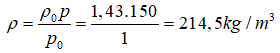 ρ = ρ₀p / p₀ = 1,43.150 / 1 = 214,5kg / m³